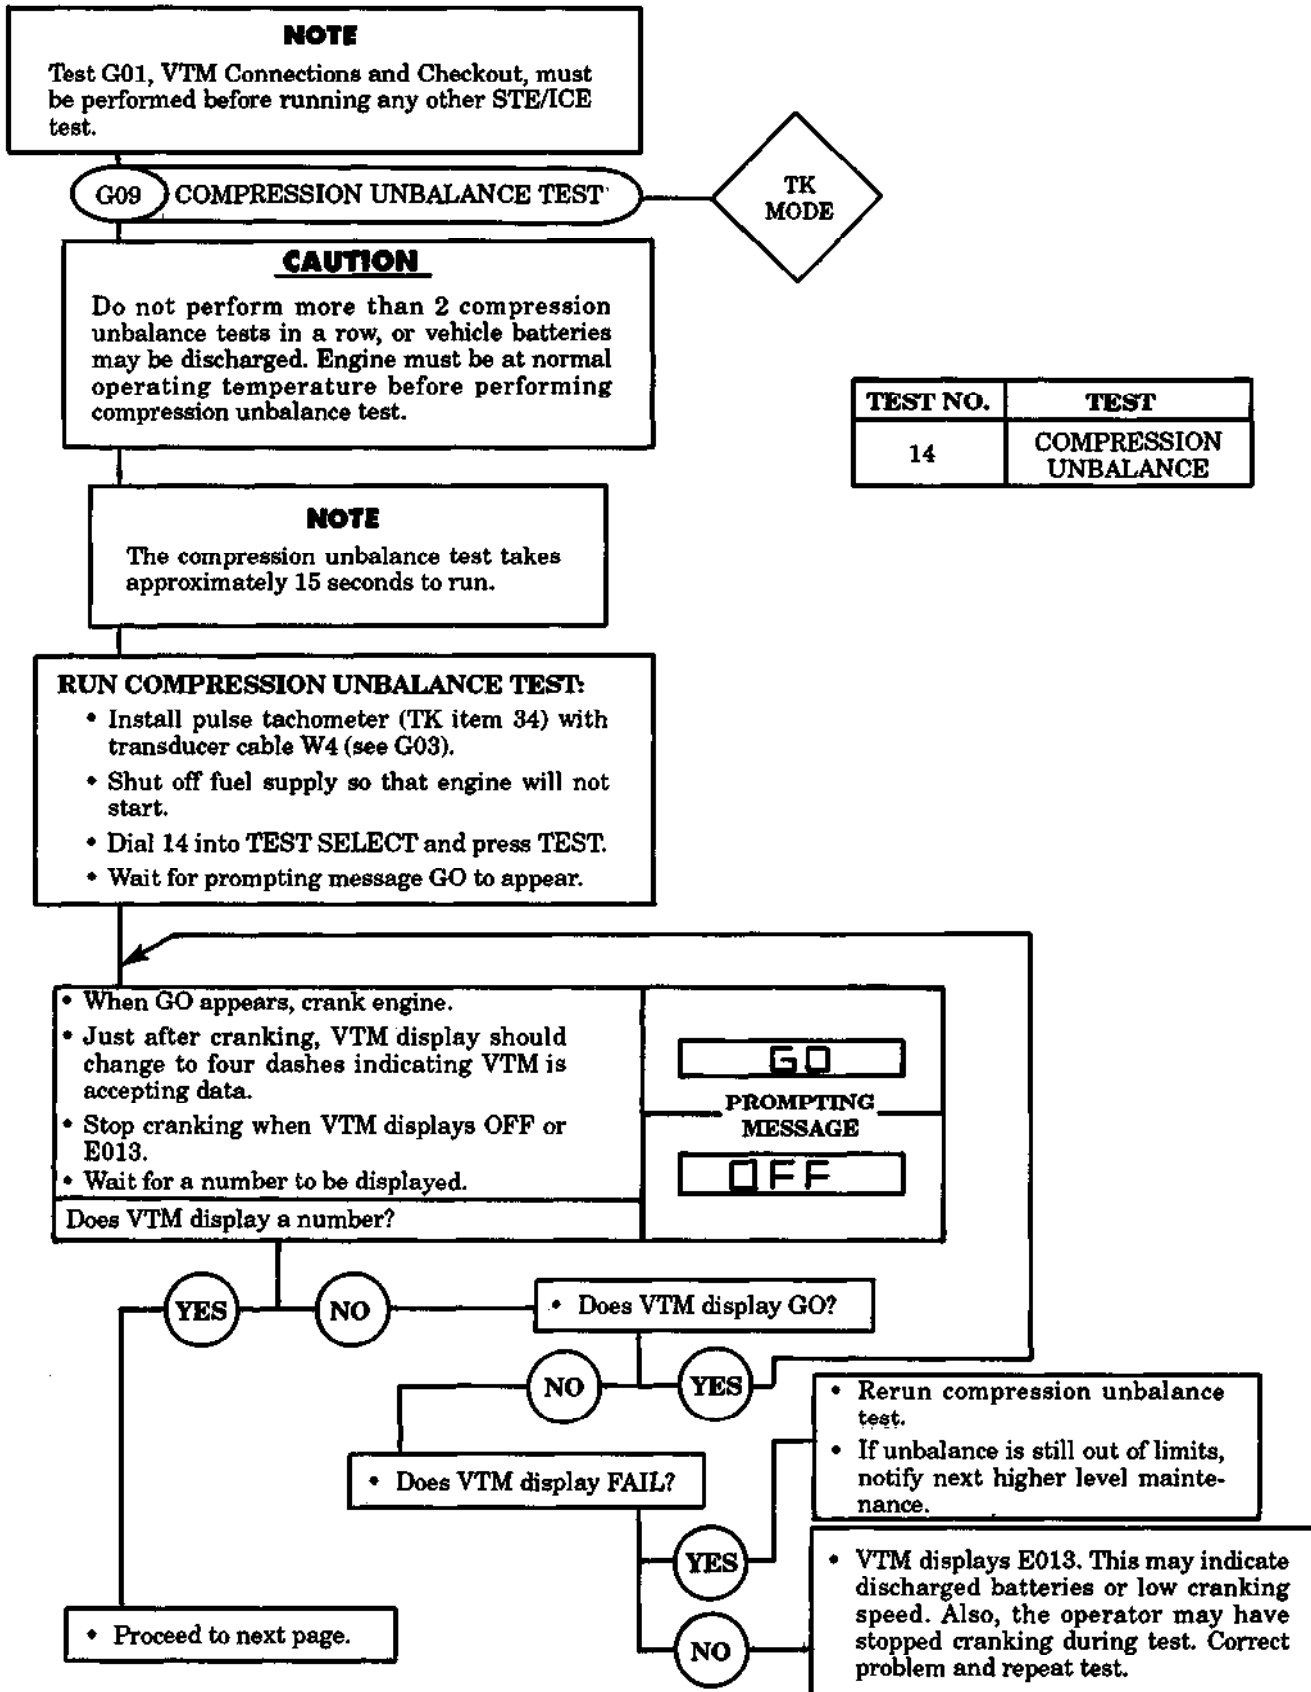 NOTE
Test G01, VTM Connections and Checkout, must
be performed before running any other STE/ICE
test.
G09 COMPRESSION UNBALANCE TEST
TK
MODE
CAUTION
Do not perform more than 2 compression
unbalance tests in a row, or vehicle batteries
may be discharged. Engine must be at normal
operating temperature before performing
compression unbalance test.
TEST NO. TEST
14 COMPRESSION
UNBALANCE
NOTE
The compression unbalance test takes
approximately 15 seconds to run.
RUN COMPRESSION UNBALANCE TEST:
• Install pulse tachometer (TK item 34) with
transducer cable W4 (see G03).
• Shut off fuel supply so that engine will not
start.
• Dial 14 into TEST SELECT and press TEST.
• Wait for prompting message GO to appear.
• When GO appears, crank engine.
• Just after cranking, VTM display should
change to four dashes indicating VTM is
accepting data.
• Stop cranking when VTM displays OFF or
E013.
• Wait for a number to be displayed.
Does VTM display a number?
GO
PROMPTING
MESSAGE
OFF
YES
NO
• Does VTM display GO?
NO
YES
• Rerun compression unbalance
test.
• If unbalance is still out of limits,
notify next higher level mainte-
nance.
• Does VTM display FAIL?
YES
NO
• VTM displays E013. This may indicate
discharged batteries or low cranking
speed. Also, the operator may have
stopped cranking during test. Correct
problem and repeat test.
• Proceed to next page.